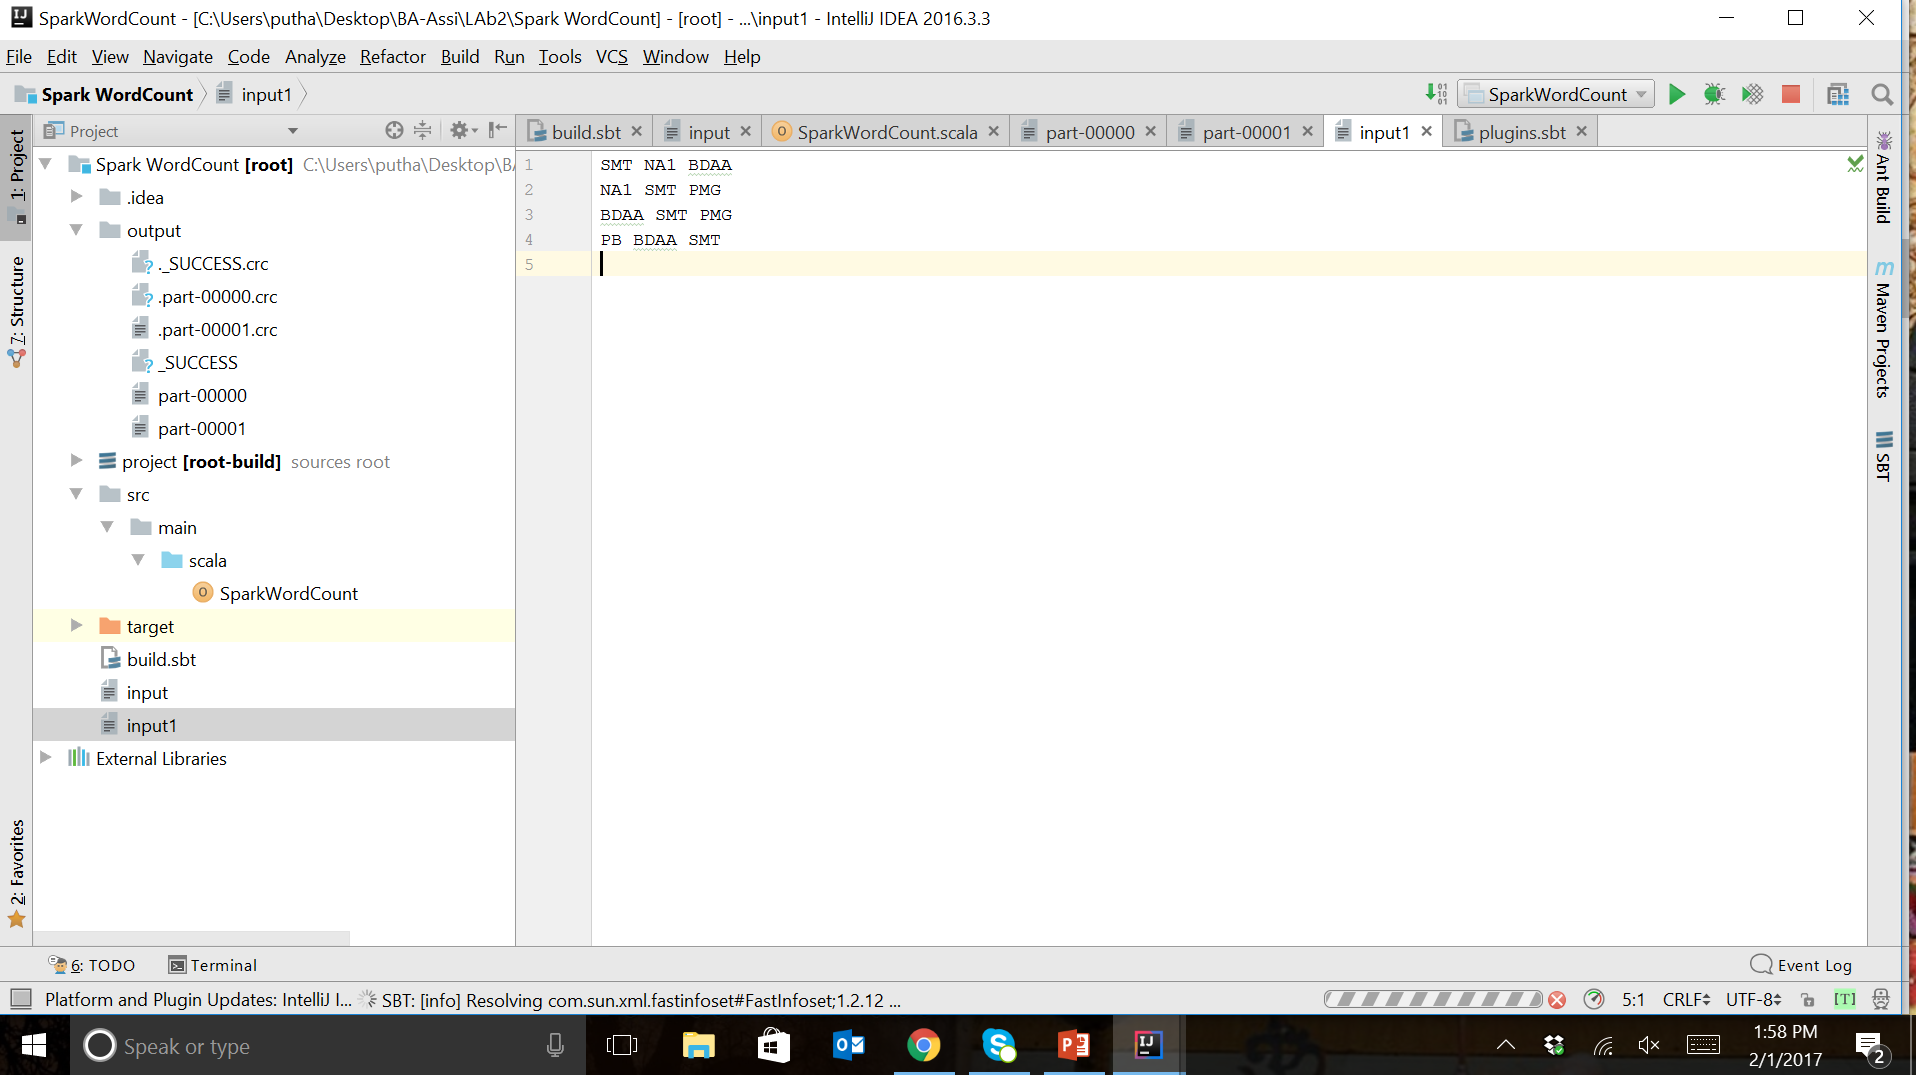 SparkWordCount - [C:\Users\putha\Desktop\BA-Assi\LAb2\Spark WordCount] - [root] - ...\input1 - IntelliJ IDEA 2016.3.3
File Edit View Navigate Code Analyze Refactor Build Run Tools VCS Window Help
Spark WordCount input1
SparkWordCount
Project
build.sbt input SparkWordCount.scala part-00000 part-00001 input1 plugins.sbt
Spark WordCount [root] C:\Users\putha\Desktop\BA
.idea
output
._SUCCESS.crc
.part-00000.crc
.part-00001.crc
_SUCCESS
part-00000
part-00001
project [root-build] sources root
src
main
scala
SparkWordCount
target
build.sbt
input
input1
External Libraries
1 SMT NA1 BDAA
2 NA1 SMT PMG
3 BDAA SMT PMG
4 PB BDAA SMT
5
1: Project
7: Structure
2: Favorites
Ant Build
Maven Projects
SBT
6: TODO Terminal Event Log
Platform and Plugin Updates: IntelliJ I... SBT: [info] Resolving com.sun.xml.fastinfoset#FastInfoset;1.2.12 ... 5:1 CRLF UTF-8 [T]
Speak or type
1:58 PM
2/1/2017
2